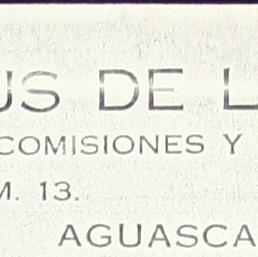 US DE L
COMISIONES Y
M. 13.
AGUASCA